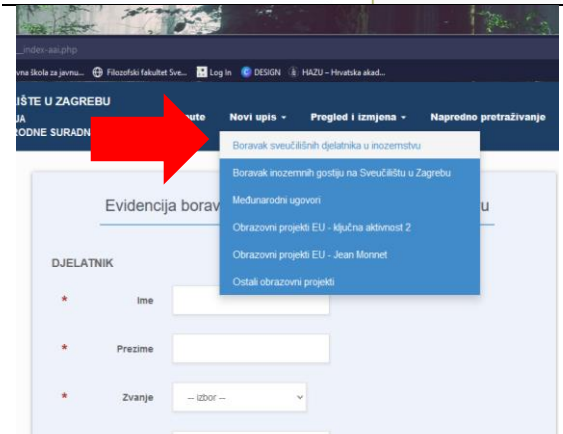 _index-aai.php
vna škola za javnu... Filozofski fakultet Sve... Log In DESIGN HAZU – Hrvatska akad...
IŠTE U ZAGREBU
JA
RODNE SURADN
ute Novi upis Pregled i izmjena Napredno pretraživanje
Boravak sveučilišnih djelatnika u inozemstvu
Boravak inozemnih gostiju na Sveučilištu u Zagrebu
Međunarodni ugovori
Obrazovni projekti EU - ključna aktivnost 2
Obrazovni projekti EU - Jean Monnet
Ostali obrazovni projekti
Evidencija borav u
DJELATNIK
* Ime
* Prezime
* Zvanje -- izbor --